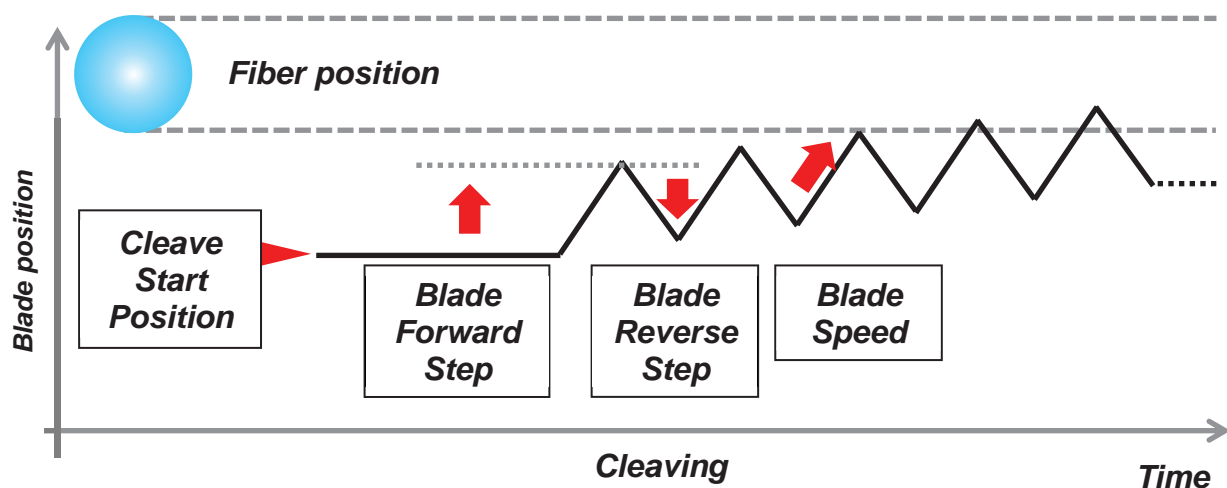 Fiber position
Blade position
Cleave
Start
Position
Blade
Forward
Step
Blade
Reverse
Step
Blade
Speed
Cleaving
Time